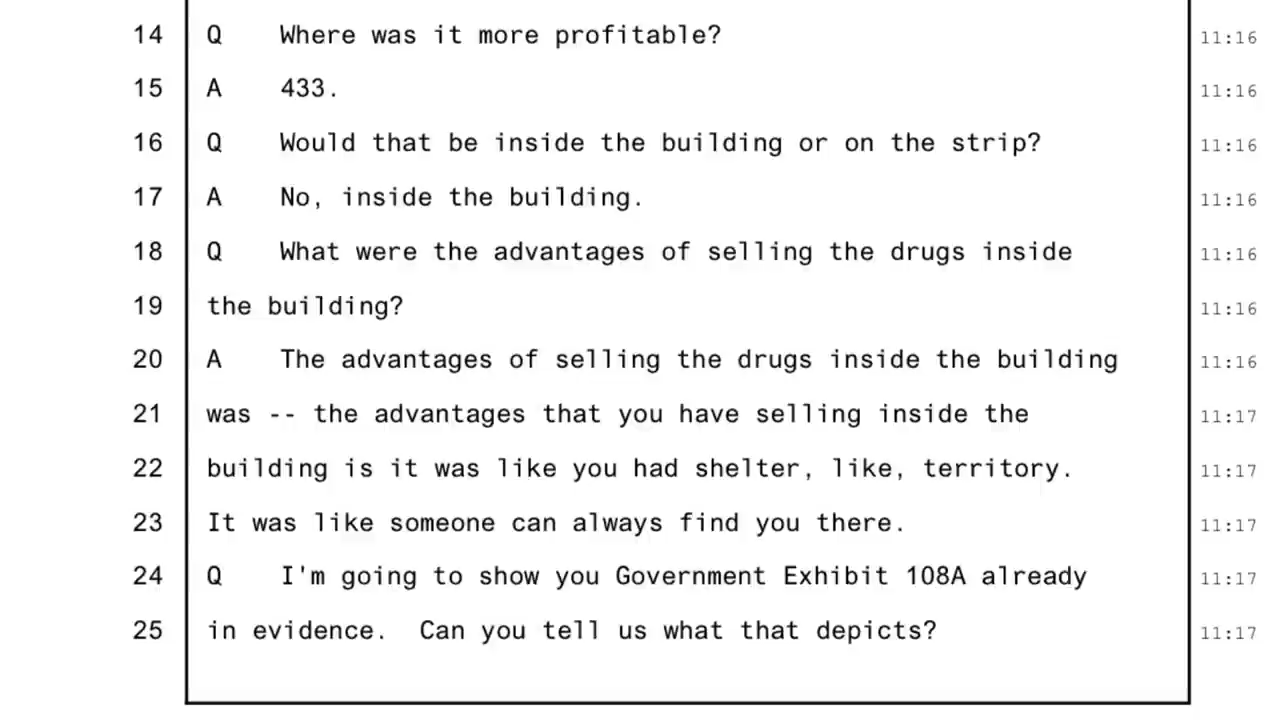 14 Q Where was it more profitable? 11:16
15 A 433. 11:16
16 Q Would that be inside the building or on the strip? 11:16
17 A No, inside the building. 11:16
18 Q What were the advantages of selling the drugs inside 11:16
19 the building? 11:16
20 A The advantages of selling the drugs inside the building 11:16
21 was -- the advantages that you have selling inside the 11:17
22 building is it was like you had shelter, like, territory. 11:17
23 It was like someone can always find you there. 11:17
24 Q I'm going to show you Government Exhibit 108A already 11:17
25 in evidence. Can you tell us what that depicts? 11:17